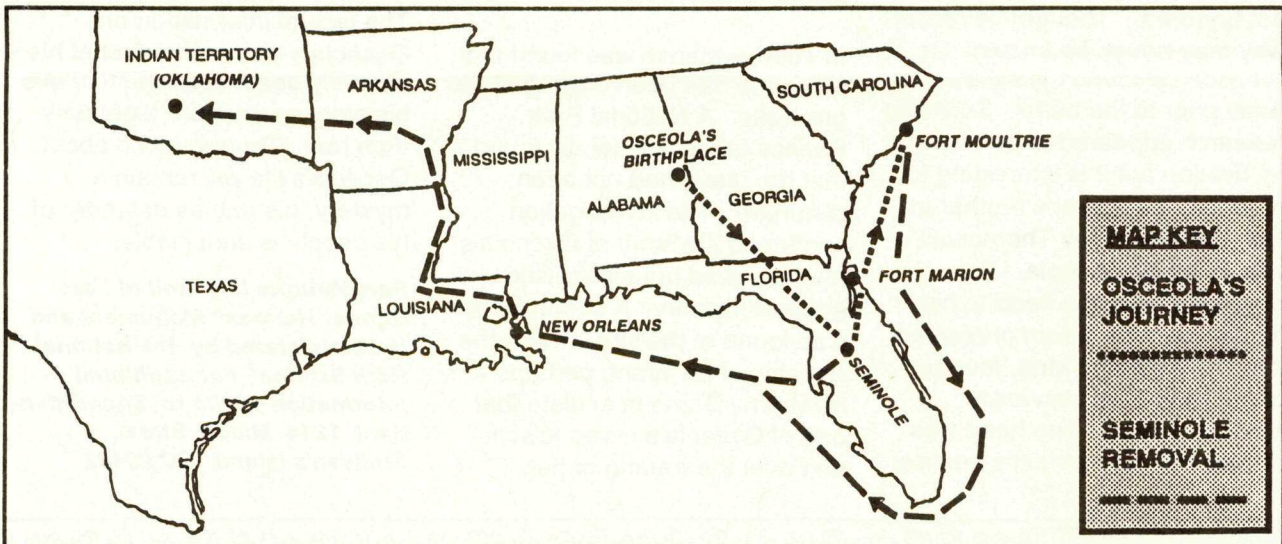 INDIAN TERRITORY
(OKLAHOMA)
ARKANSAS
SOUTH CAROLINA
MISSISSIPPI
OSCEOLA'S
BIRTHPLACE
FORT MOULTRIE
ALABAMA
GEORGIA
TEXAS
LOUISIANA
FLORIDA
FORT MARION
NEW ORLEANS
SEMINOLE
MAP KEY
OSCEOLA'S
JOURNEY
SEMINOLE
REMOVAL